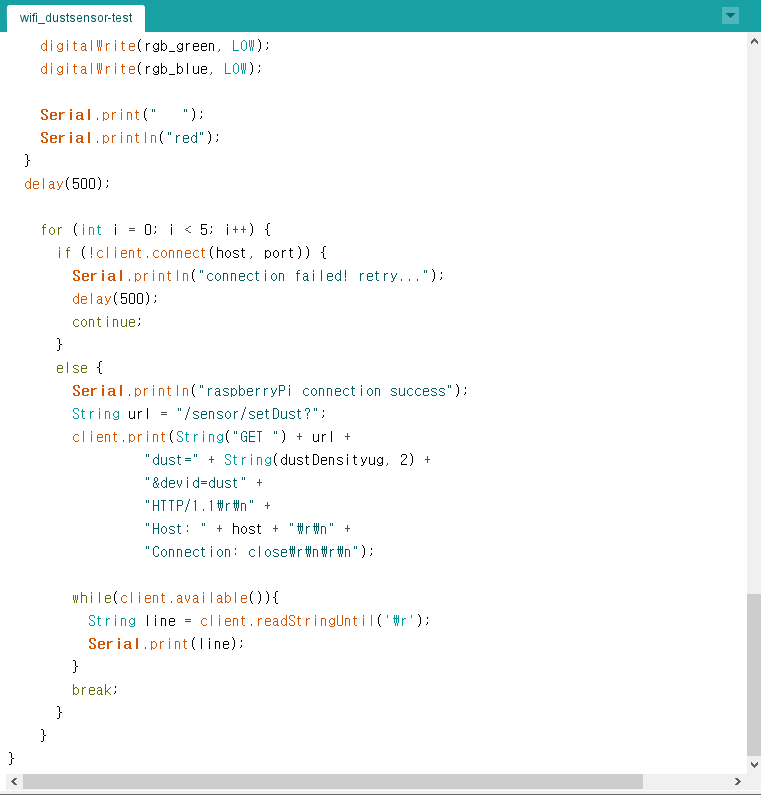 wifi_dustsensor-test
digitalWrite(rgb_green, LOW);
digitalWrite(rgb_blue, LOW);
Serial.print("   ");
Serial.println("red");
}
delay(500);
for (int i = 0; i < 5; i++) {
if (!client.connect(host, port)) {
Serial.println("connection failed! retry...");
delay(500);
continue;
}
else {
Serial.println("raspberryPi connection success");
String url = "/sensor/setDust?";
client.print(String("GET ") + url +
"dust=" + String(dustDensityug, 2) +
"&devid=dust" +
"HTTP/1.1₩r₩n" +
"Host: " + host + "₩r₩n" +
"Connection: close₩r₩n₩r₩n");
while(client.available()){
String line = client.readStringUntil('₩r');
Serial.print(line);
}
break;
}
}
}